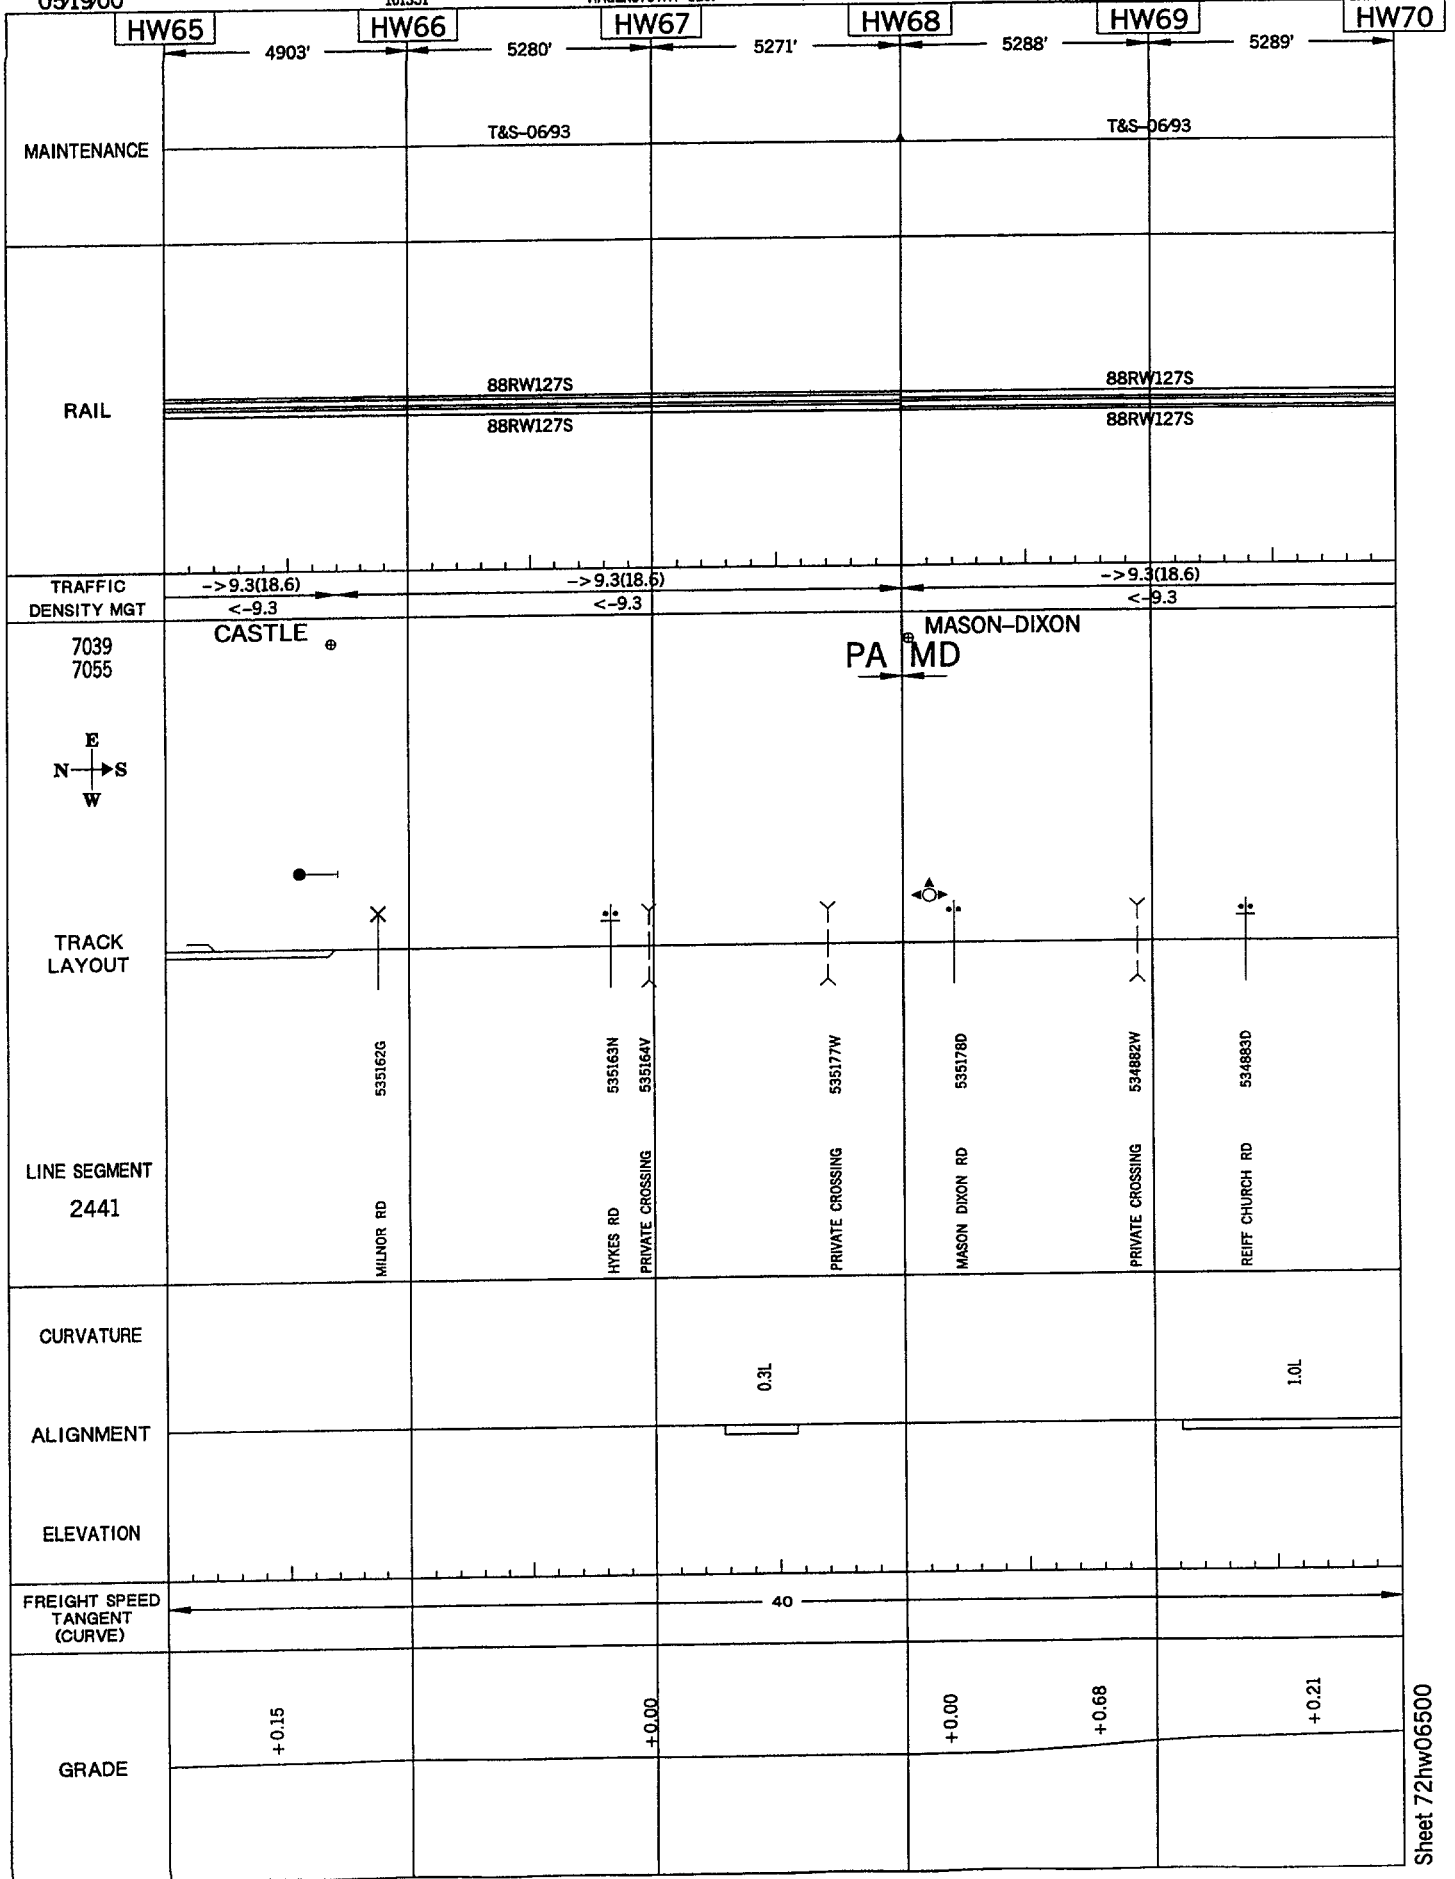 05/19/00
HW65 HW66 HW67 HW68 HW69 HW70
4903' 5280' 5271' 5288' 5289'
MAINTENANCE
T&S-06/93 T&S-06/93
RAIL
88RW127S 88RW127S
88RW127S 88RW127S
TRAFFIC
DENSITY MGT
->9.3(18.6) ->9.3(18.6) ->9.3(18.6)
<-9.3 <-9.3 <-9.3
7039
7055
CASTLE
MASON-DIXON
PA MD
E
N S
W
TRACK
LAYOUT
535162G
535163N
535164V
535177W
535178D
534882W
534883D
LINE SEGMENT
2441
MILNOR RD
HYKES RD
PRIVATE CROSSING
PRIVATE CROSSING
MASON DIXON RD
PRIVATE CROSSING
REIFF CHURCH RD
CURVATURE
0.3L
1.0L
ALIGNMENT
ELEVATION
FREIGHT SPEED
TANGENT
(CURVE)
40
GRADE
+0.15
+0.00
+0.00
+0.68
+0.21
Sheet 72hw06500